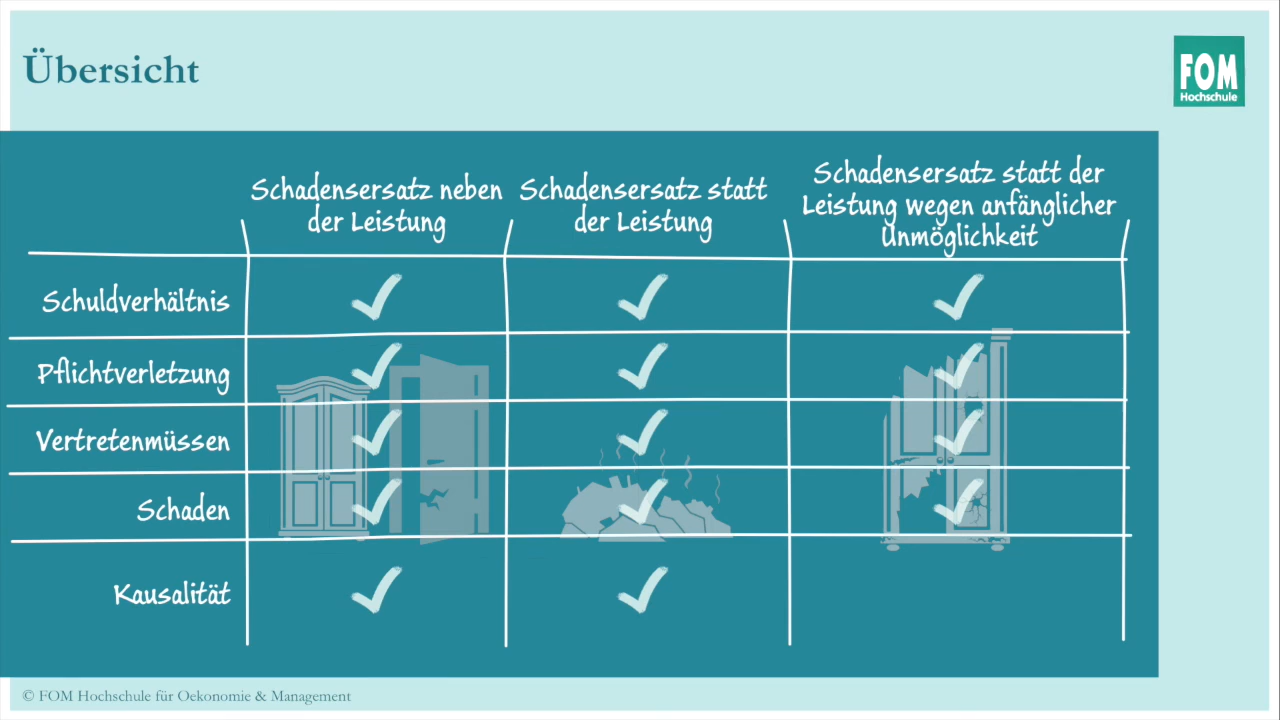 Übersicht
FOM
Hochschule
Schadensersatz neben
der Leistung
Schadensersatz statt
der Leistung
Schadensersatz statt der
Leistung wegen anfänglicher
Unmöglichkeit
Schuldverhältnis
Pflichtverletzung
Vertretenmüssen
Schaden
Kausalität
© FOM Hochschule für Oekonomie & Management